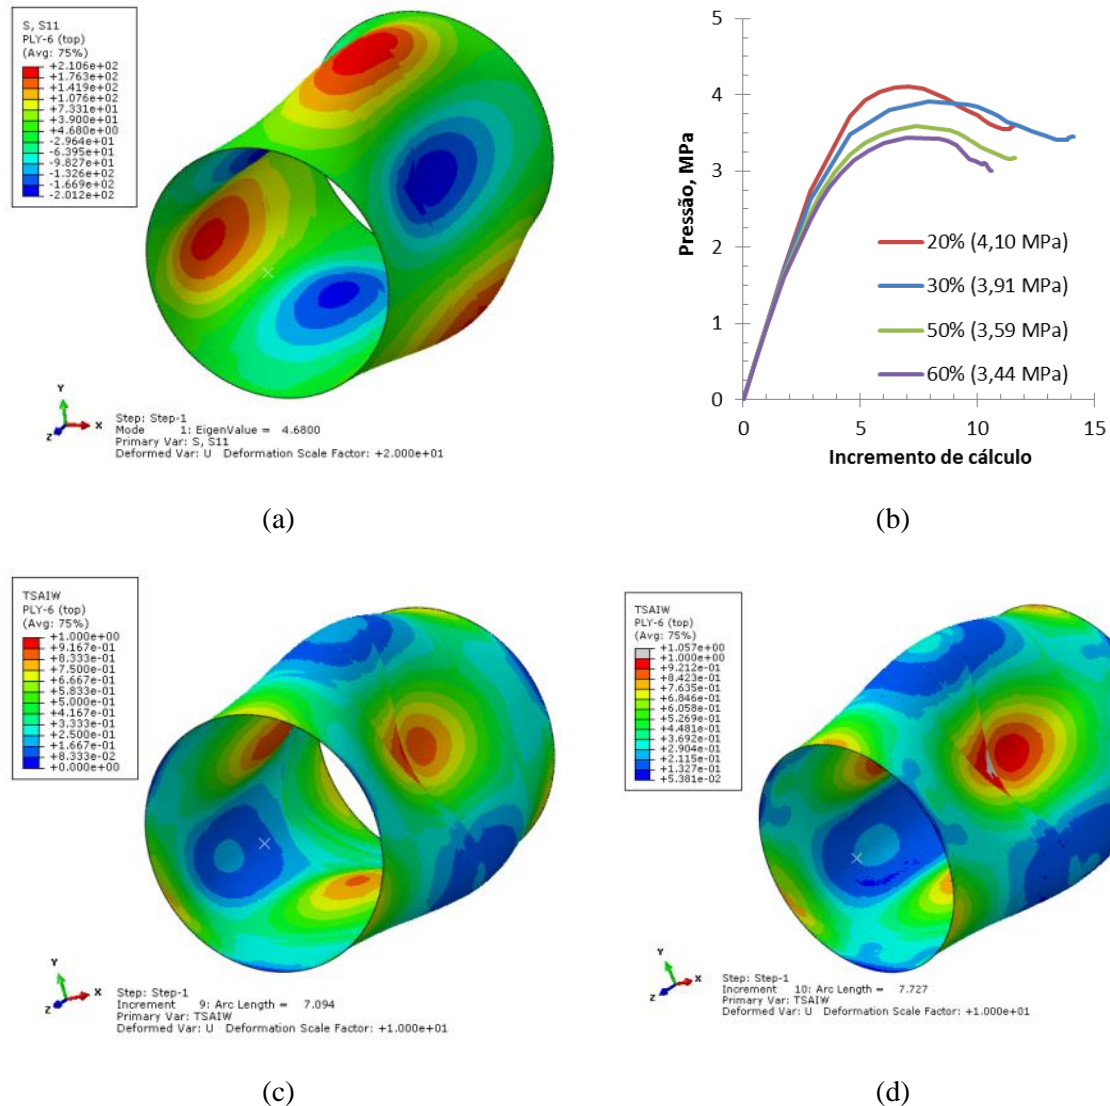 S, S11
PLY-6 (top)
(Avg: 75%)
+2.106e+02
+1.763e+02
+1.419e+02
+1.076e+02
+7.331e+01
+3.900e+01
+4.680e+00
-2.964e+01
-6.395e+01
-9.827e+01
-1.326e+02
-1.669e+02
-2.012e+02
Y
X
Z
Step: Step-1
Mode 1: EigenValue = 4.6800
Primary Var: S, S11
Deformed Var: U Deformation Scale Factor: +2.000e+01
(a)
5
4
3
2
1
0
Pressão, MPa
20% (4,10 MPa)
30% (3,91 MPa)
50% (3,59 MPa)
60% (3,44 MPa)
0 5 10 15
Incremento de cálculo
(b)
TSAIW
PLY-6 (top)
(Avg: 75%)
+1.000e+00
+9.167e-01
+8.333e-01
+7.500e-01
+6.667e-01
+5.833e-01
+5.000e-01
+4.167e-01
+3.333e-01
+2.500e-01
+1.667e-01
+8.333e-02
+0.000e+00
Y
X
Z
Step: Step-1
Increment 9: Arc Length = 7.094
Primary Var: TSAIW
Deformed Var: U Deformation Scale Factor: +1.000e+01
(c)
TSAIW
PLY-6 (top)
(Avg: 75%)
+1.057e+00
+1.000e+00
+9.212e-01
+8.423e-01
+7.635e-01
+6.846e-01
+6.058e-01
+5.269e-01
+4.481e-01
+3.692e-01
+2.904e-01
+2.115e-01
+1.327e-01
+5.381e-02
Y
X
Z
Step: Step-1
Increment 10: Arc Length = 7.727
Primary Var: TSAIW
Deformed Var: U Deformation Scale Factor: +1.000e+01
(d)